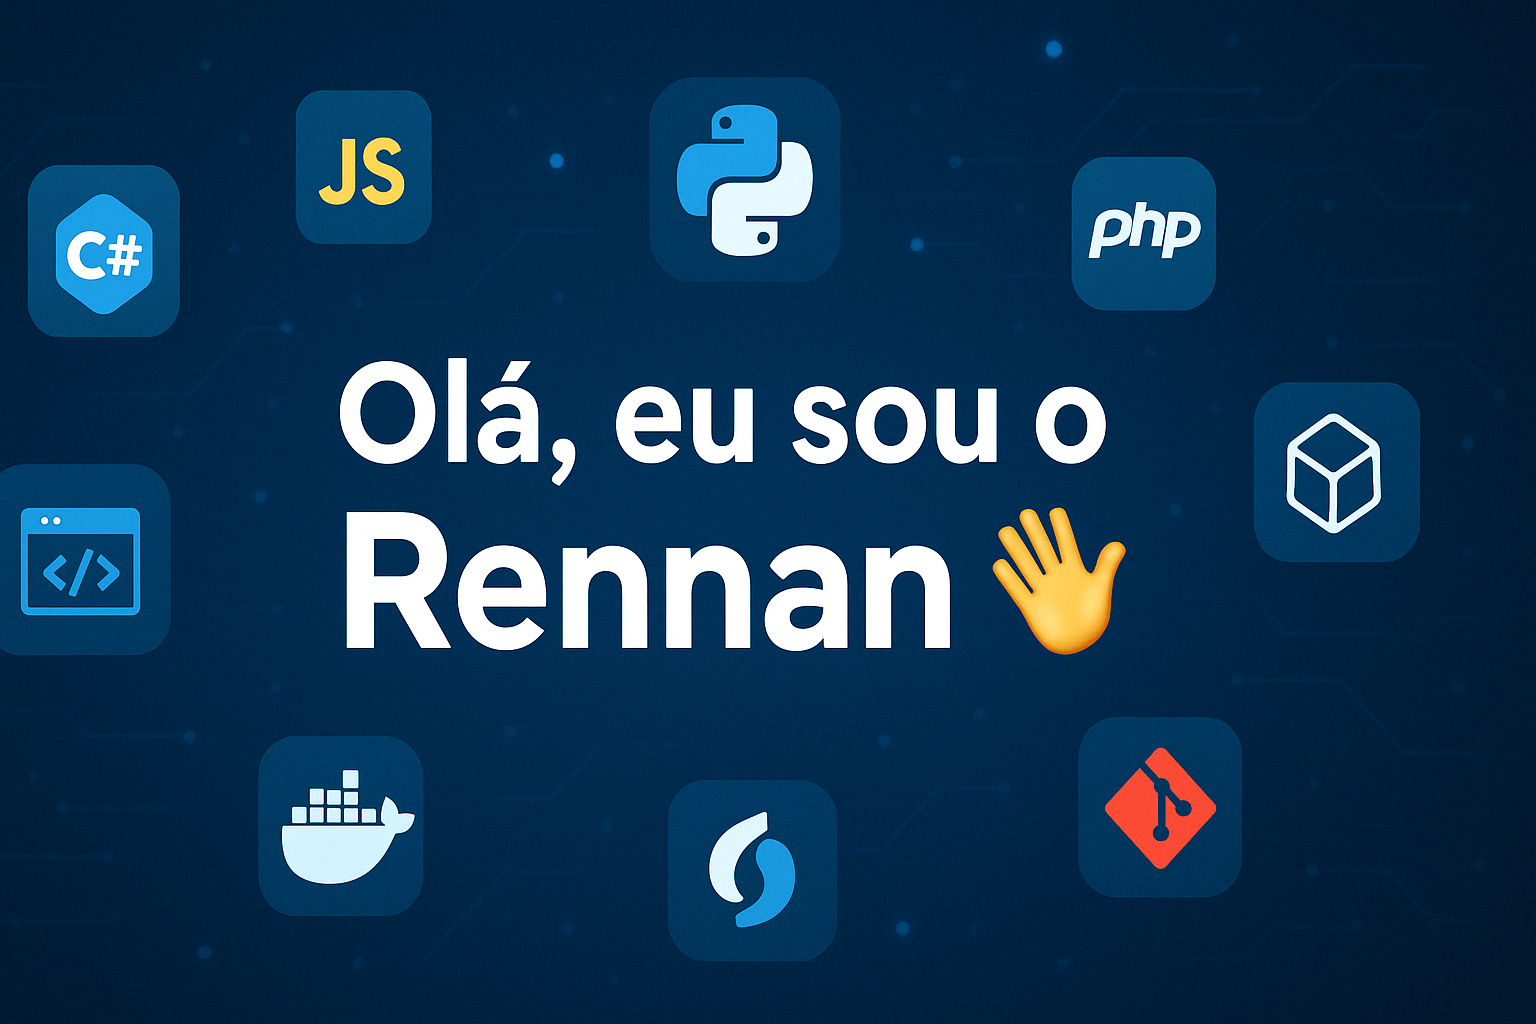 JS
php
C#
Olá, eu sou o
Rennan 👋
</>